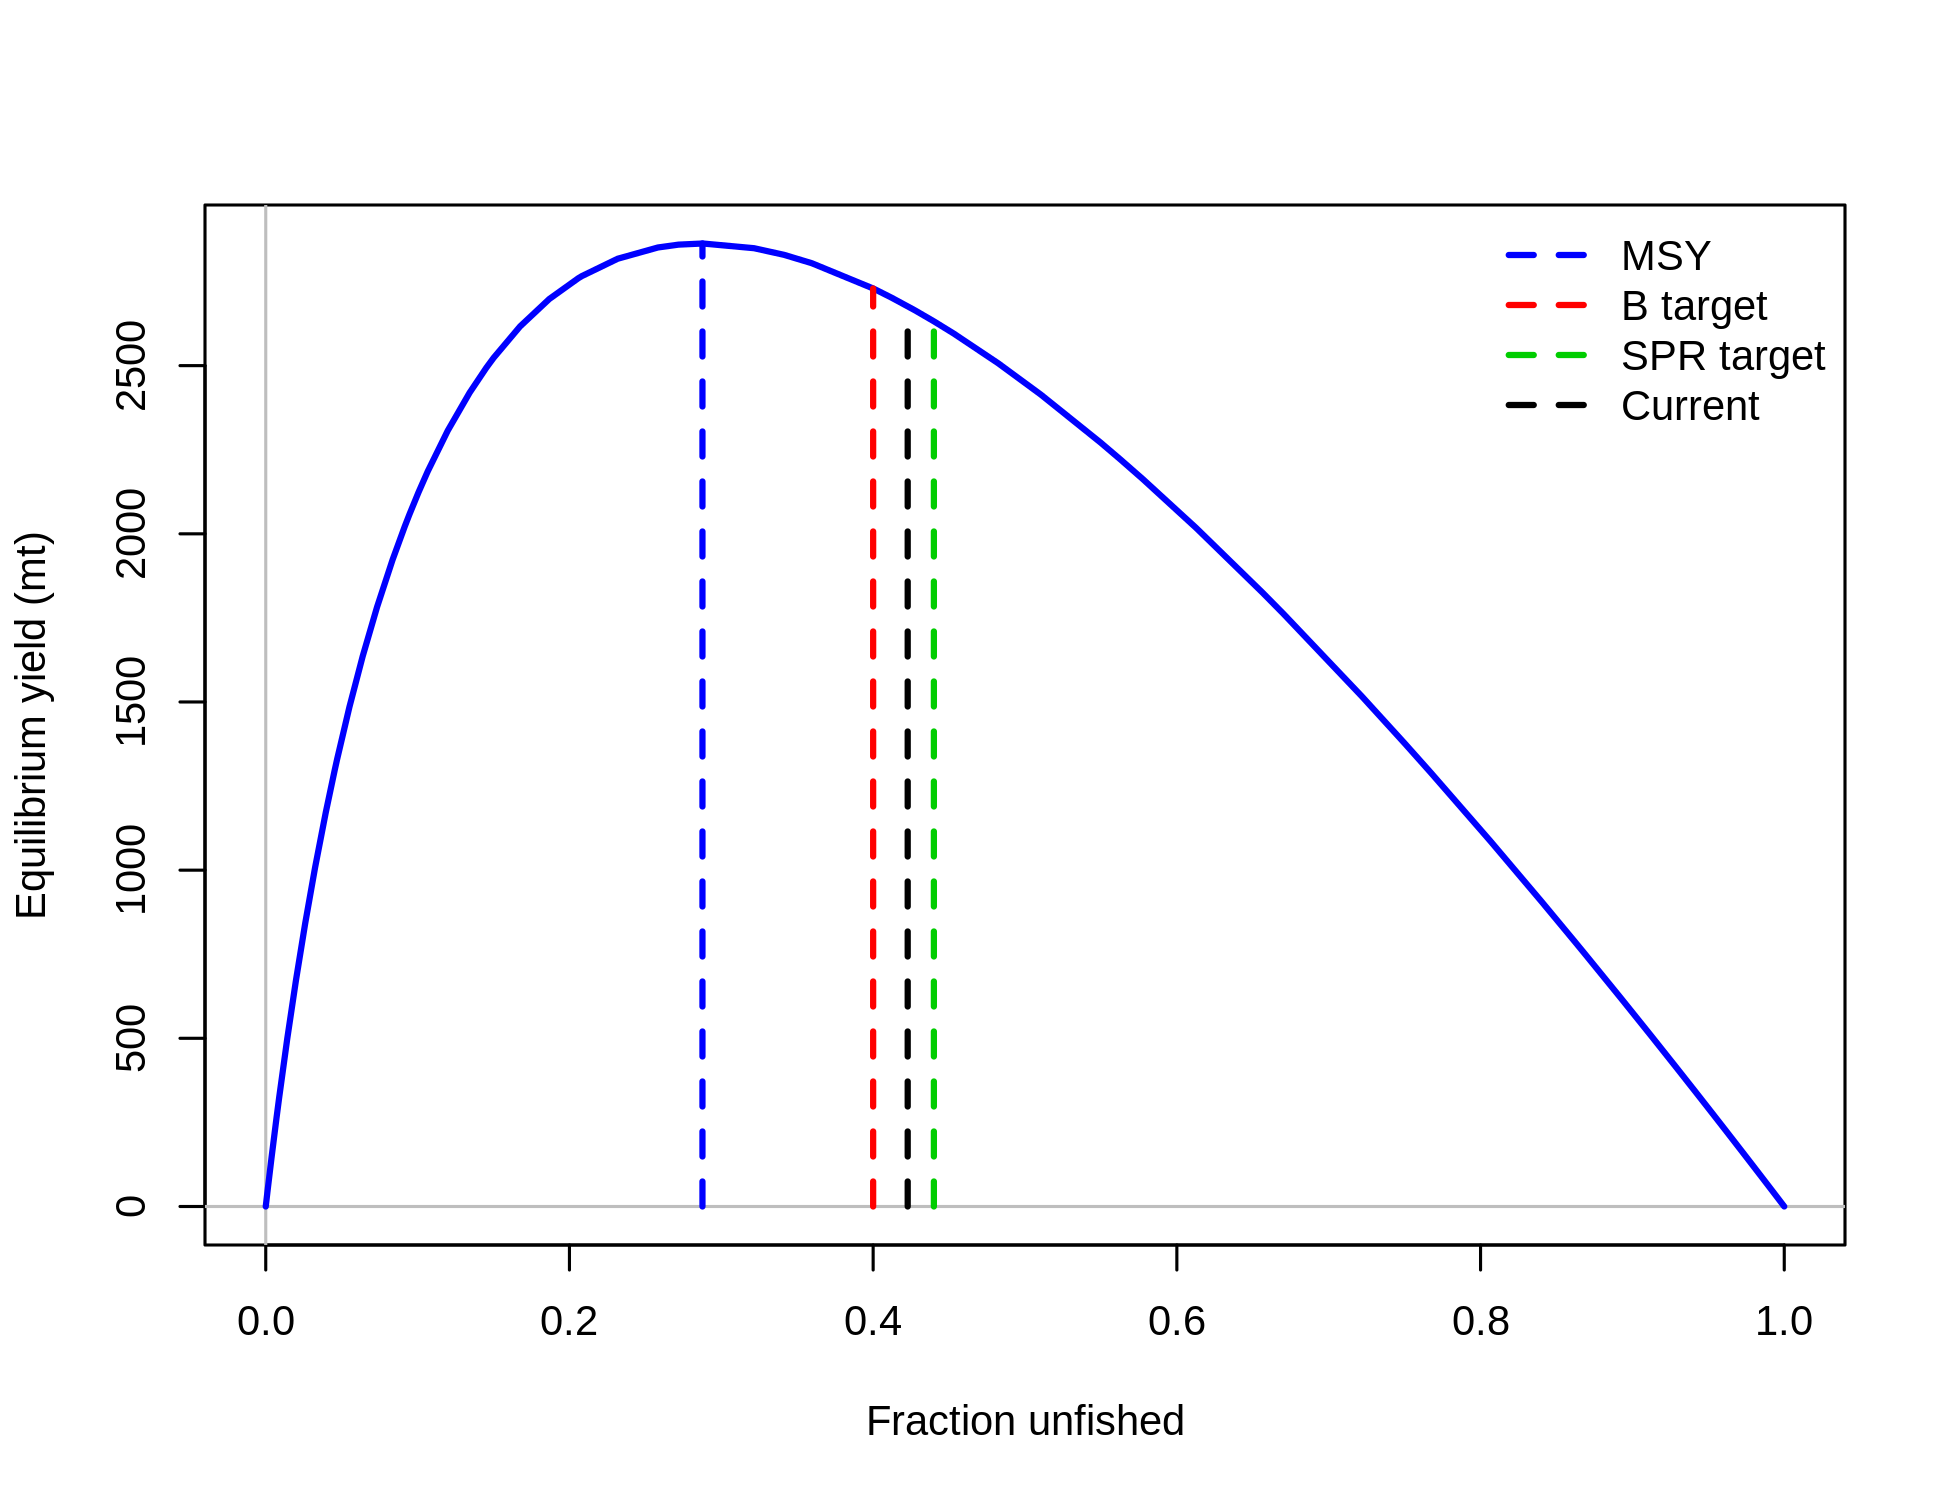 MSY
B target
SPR target
Current
Equilibrium yield (mt)
2500
2000
1500
1000
500
0
0.0 0.2 0.4 0.6 0.8 1.0
Fraction unfished